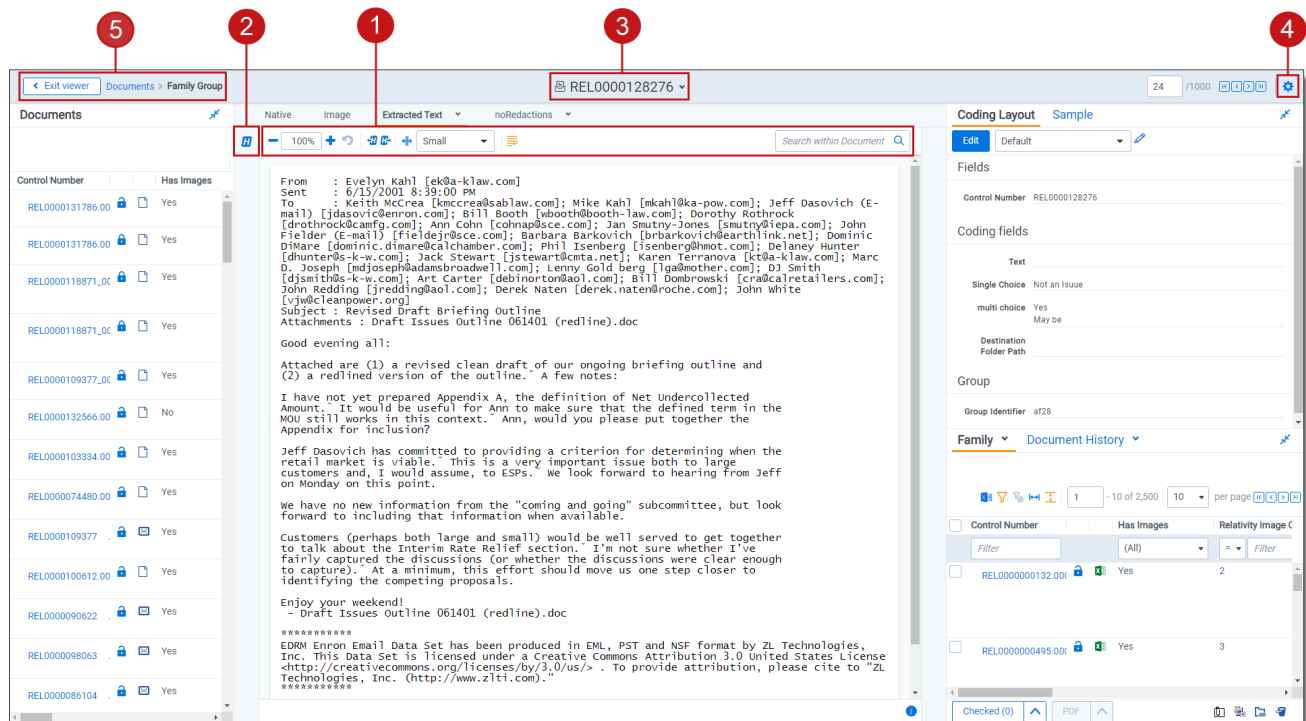 5
2
1
3
4
Exit viewer
Documents > Family Group
REL0000128276
24 /1000
Documents
Control Number Has Images
REL0000131786.00 Yes
REL0000131786.00 Yes
REL0000118871_0C Yes
REL0000118871_0C Yes
REL0000109377_0C Yes
REL0000132566.00 No
REL0000103334.00 Yes
REL0000074480.00 Yes
REL0000109377 . Yes
REL0000100612.00 Yes
REL0000090622 . Yes
REL0000098063 . Yes
REL0000086104 . Yes
Native Image Extracted Text noRedactions
H 100% H H Small Search within Document
From : Evelyn Kahl [ek@a-klaw.com]
Sent : 6/15/2001 8:39:00 PM
To : Keith McCrea [kmccrea@sablaw.com]; Mike Kahl [mkahl@ka-pow.com]; Jeff Dasovich (E-
mail) [jdasovic@enron.com]; Bill Booth [wbooth@booth-law.com]; Dorothy Rothrock
[drothrock@camfg.com]; Ann Cohn [cohnap@sce.com]; Jan Smutny-Jones [smutny@iepa.com]; John
Fielder (E-mail) [fieldejr@sce.com]; Barbara Barkovich [brbarkovich@earthlink.net]; Dominic
DiMare [dominic.dimare@calchamber.com]; Phil Isenberg [isenberg@hmot.com]; Delaney Hunter
[dhunter@s-k-w.com]; Jack Stewart [jstewart@cmta.net]; Karen Terranova [kt@a-klaw.com]; Marc
D. Joseph [mdjoseph@adamsbroadwell.com]; Lenny Gold berg [lga@mother.com]; DJ Smith
[djsmith@s-k-w.com]; Art Carter [debinorton@aol.com]; Bill Dombrowski [cra@calretailers.com];
John Redding [jredding@aol.com]; Derek Naten [derek.naten@roche.com]; John White
[vjw@cleanpower.org]
Subject : Revised Draft Briefing Outline
Attachments : Draft Issues Outline 061401 (redline).doc
Good evening all:
Attached are (1) a revised clean draft of our ongoing briefing outline and
(2) a redlined version of the outline.ˉ A few notes:
I have not yet prepared Appendix A, the definition of Net Undercollected
Amount.ˉ It would be useful for Ann to make sure that the defined term in the
MOU still works in this context.ˉ Ann, would you please put together the
Appendix for inclusion?
Jeff Dasovich has committed to providing a criterion for determining when the
retail market is viable.ˉ This is a very important issue both to large
customers and, I would assume, to ESPs.ˉ We look forward to hearing from Jeff
on Monday on this point.
We have no new information from the "coming and going" subcommittee, but look
forward to including that information when available.
Customers (perhaps both large and small) would be well served to get together
to talk about the Interim Rate Relief section.ˉ I'm not sure whether I've
fairly captured the discussions (or whether the discussions were clear enough
to capture).ˉ At a minimum, this effort should move us one step closer to
identifying the competing proposals.
Enjoy your weekend!
- Draft Issues Outline 061401 (redline).doc
***********
EDRM Enron Email Data Set has been produced in EML, PST and NSF format by ZL Technologies,
Inc. This Data Set is licensed under a Creative Commons Attribution 3.0 United States License
<http://creativecommons.org/licenses/by/3.0/us/> . To provide attribution, please cite to "ZL
Technologies, Inc. (http://www.zlti.com)."
***********
Coding Layout Sample
Edit Default
Fields
Control Number REL0000128276
Coding fields
Text
Single Choice Not an Isuue
multi choice Yes
May be
Destination
Folder Path
Group
Group Identifier af28
Family Document History
1 - 10 of 2,500 10 per page
Control Number Has Images Relativity Image C
Filter (All) = Filter
REL0000000132.000 Yes 2
REL0000000495.000 Yes 3
Checked (0) PDF